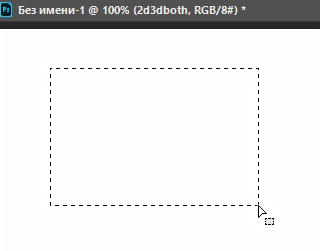 Ps Без имени-1 @ 100% (2d3dboth, RGB/8#) *